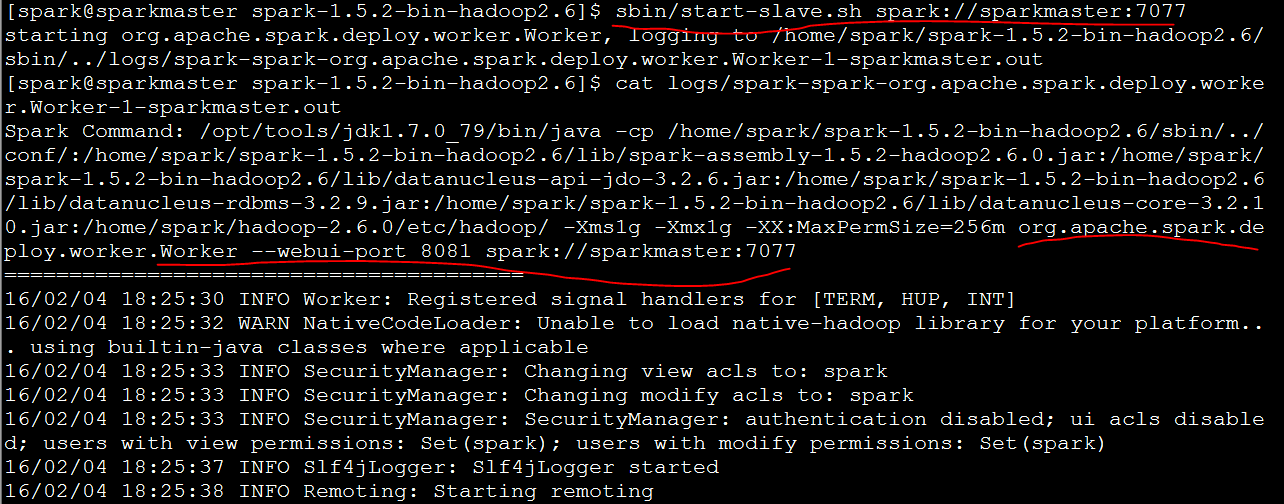 [spark@sparkmaster spark-1.5.2-bin-hadoop2.6]$ sbin/start-slave.sh spark://sparkmaster:7077
starting org.apache.spark.deploy.worker.Worker, logging to /home/spark/spark-1.5.2-bin-hadoop2.6/
sbin/../logs/spark-spark-org.apache.spark.deploy.worker.Worker-1-sparkmaster.out
[spark@sparkmaster spark-1.5.2-bin-hadoop2.6]$ cat logs/spark-spark-org.apache.spark.deploy.worke
r.Worker-1-sparkmaster.out
Spark Command: /opt/tools/jdk1.7.0_79/bin/java -cp /home/spark/spark-1.5.2-bin-hadoop2.6/sbin/../
conf/:/home/spark/spark-1.5.2-bin-hadoop2.6/lib/spark-assembly-1.5.2-hadoop2.6.0.jar:/home/spark/
spark-1.5.2-bin-hadoop2.6/lib/datanucleus-api-jdo-3.2.6.jar:/home/spark/spark-1.5.2-bin-hadoop2.6
/lib/datanucleus-rdbms-3.2.9.jar:/home/spark/spark-1.5.2-bin-hadoop2.6/lib/datanucleus-core-3.2.1
0.jar:/home/spark/hadoop-2.6.0/etc/hadoop/ -Xms1g -Xmx1g -XX:MaxPermSize=256m org.apache.spark.de
ploy.worker.Worker --webui-port 8081 spark://sparkmaster:7077
========================================
16/02/04 18:25:30 INFO Worker: Registered signal handlers for [TERM, HUP, INT]
16/02/04 18:25:32 WARN NativeCodeLoader: Unable to load native-hadoop library for your platform..
. using builtin-java classes where applicable
16/02/04 18:25:33 INFO SecurityManager: Changing view acls to: spark
16/02/04 18:25:33 INFO SecurityManager: Changing modify acls to: spark
16/02/04 18:25:33 INFO SecurityManager: SecurityManager: authentication disabled; ui acls disable
d; users with view permissions: Set(spark); users with modify permissions: Set(spark)
16/02/04 18:25:37 INFO Slf4jLogger: Slf4jLogger started
16/02/04 18:25:38 INFO Remoting: Starting remoting